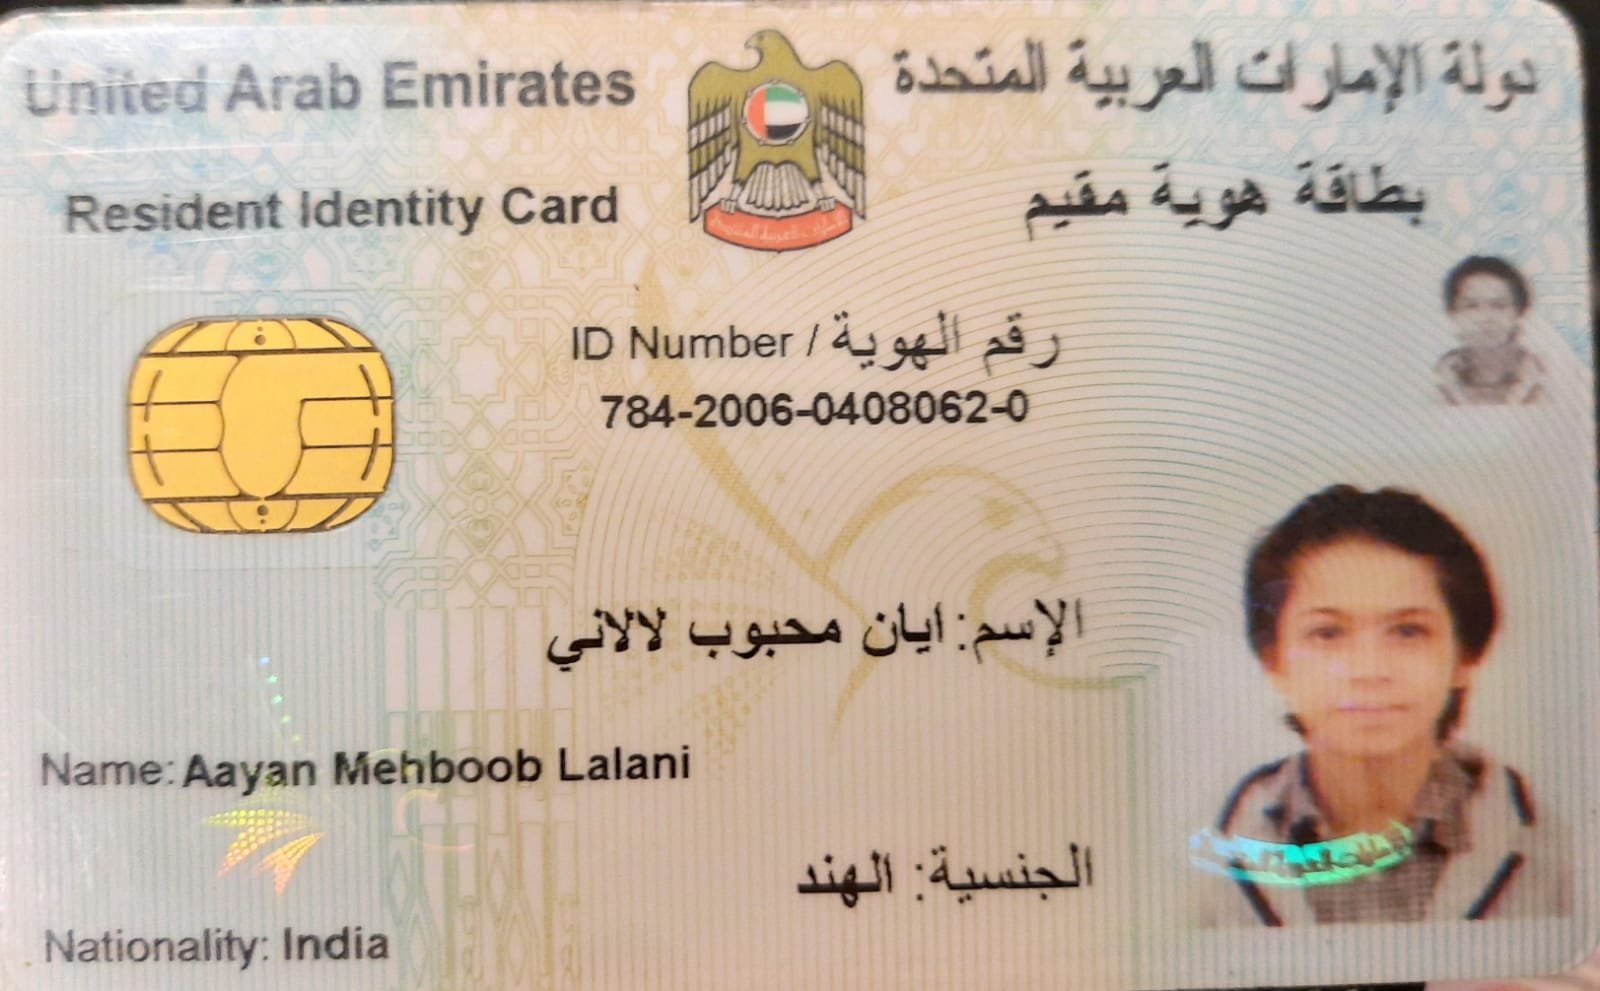 United Arab Emirates
دولة الإمارات العربية المتحدة
Resident Identity Card
بطاقة هوية مقيم
ID Number / رقم الهوية
784-2006-0408062-0
الإسم: ايان محبوب لالاني
Name: Aayan Mehboob Lalani
الجنسية: الهند
Nationality: India